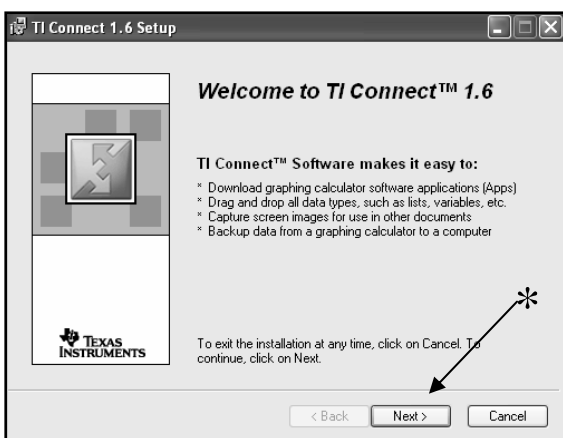 TI Connect 1.6 Setup
Welcome to TI Connect™ 1.6
TI Connect™ Software makes it easy to:
* Download graphing calculator software applications (Apps)
* Drag and drop all data types, such as lists, variables, etc.
* Capture screen images for use in other documents
* Backup data from a graphing calculator to a computer
*
TEXAS
INSTRUMENTS
To exit the installation at any time, click on Cancel. To
continue, click on Next.
< Back
Next >
Cancel